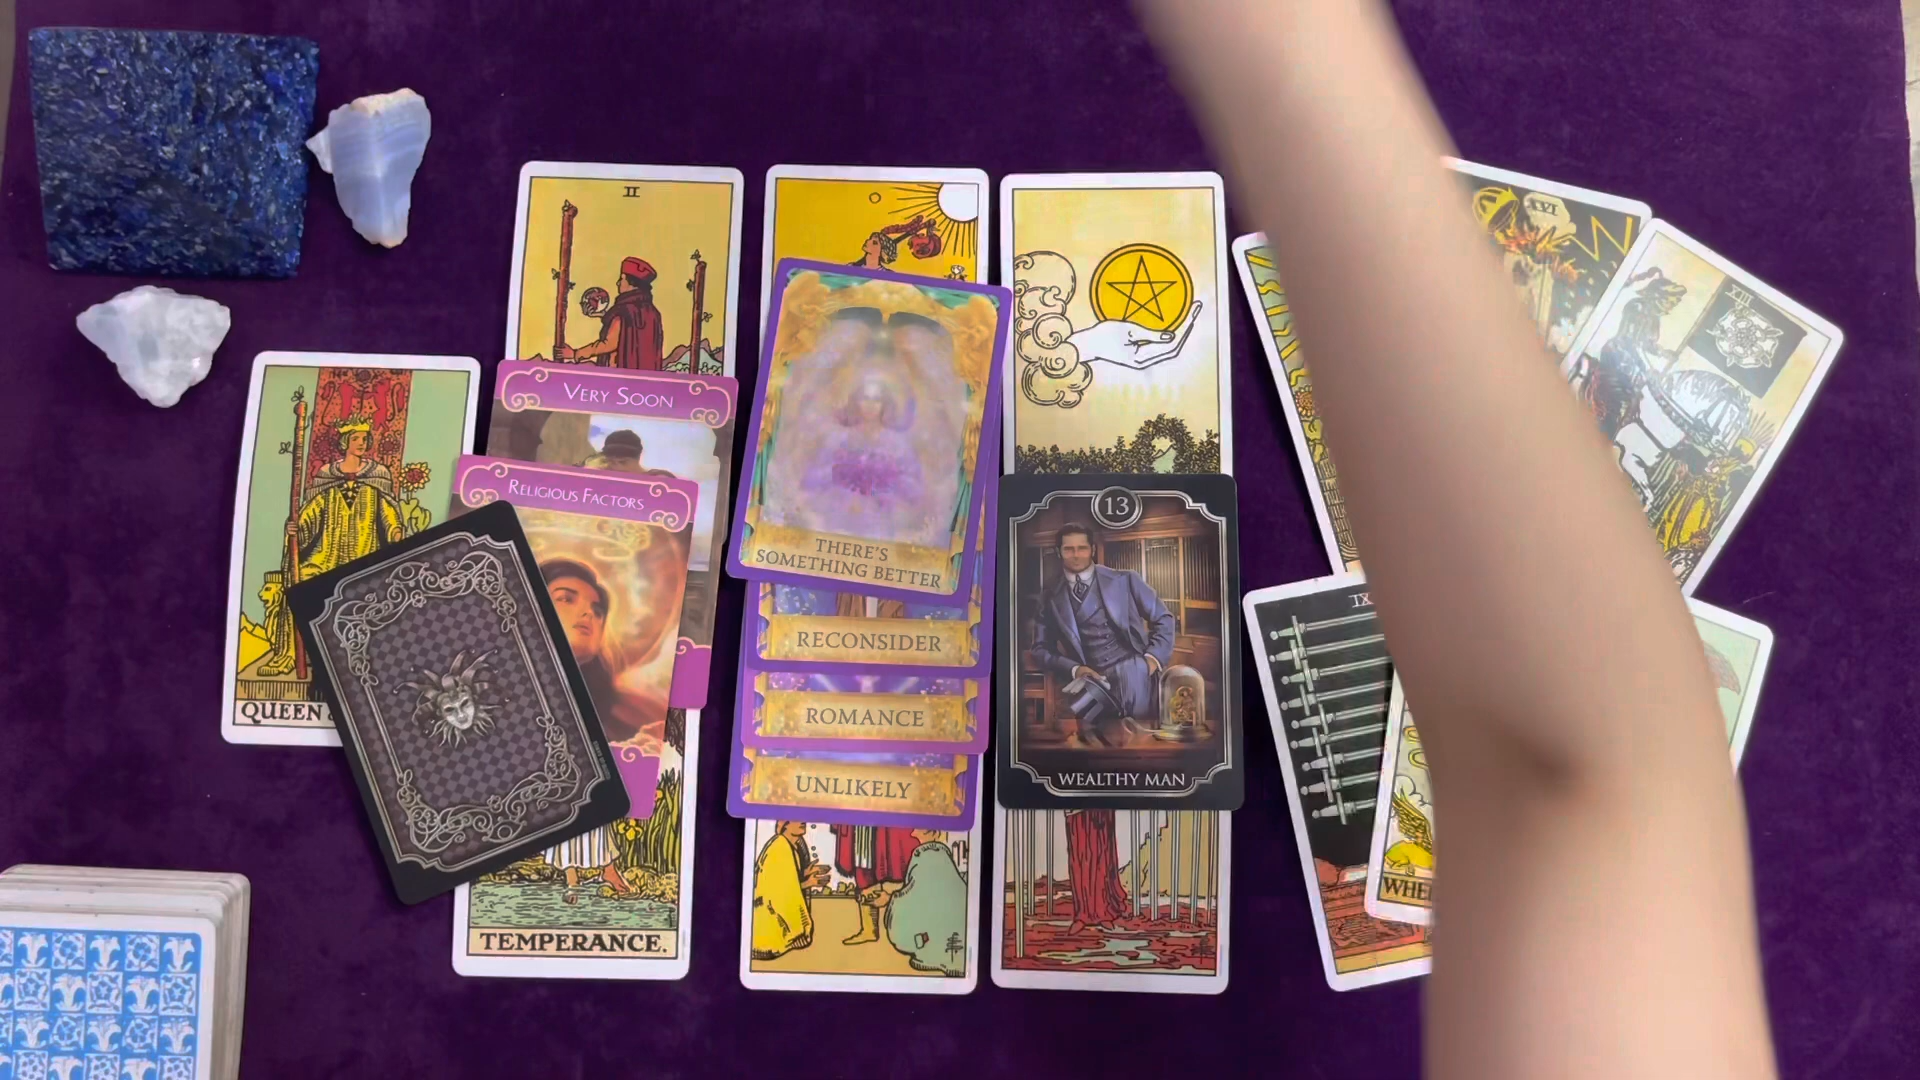 II
XVI
XIII
VERY SOON
RELIGIOUS FACTORS
13
THERE'S
SOMETHING BETTER
IX
RECONSIDER
QUEEN
ROMANCE
WEALTHY MAN
UNLIKELY
WHE
TEMPERANCE.